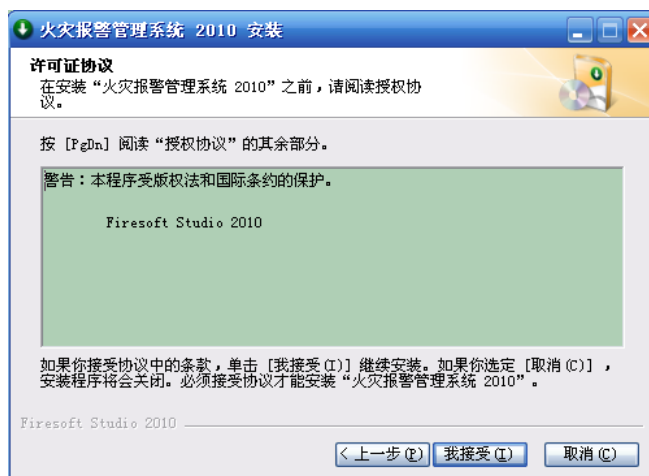 火灾报警管理系统 2010 安装
许可证协议
在安装“火灾报警管理系统 2010”之前，请阅读授权协
议。
按 [PgDn] 阅读“授权协议”的其余部分。
警告：本程序受版权法和国际条约的保护。
Firesoft Studio 2010
如果你接受协议中的条款，单击 [我接受(I)] 继续安装。如果你选定 [取消(C)] ，
安装程序将会关闭。必须接受协议才能安装“火灾报警管理系统 2010”。
Firesoft Studio 2010
< 上一步(P) 我接受(I) 取消(C)